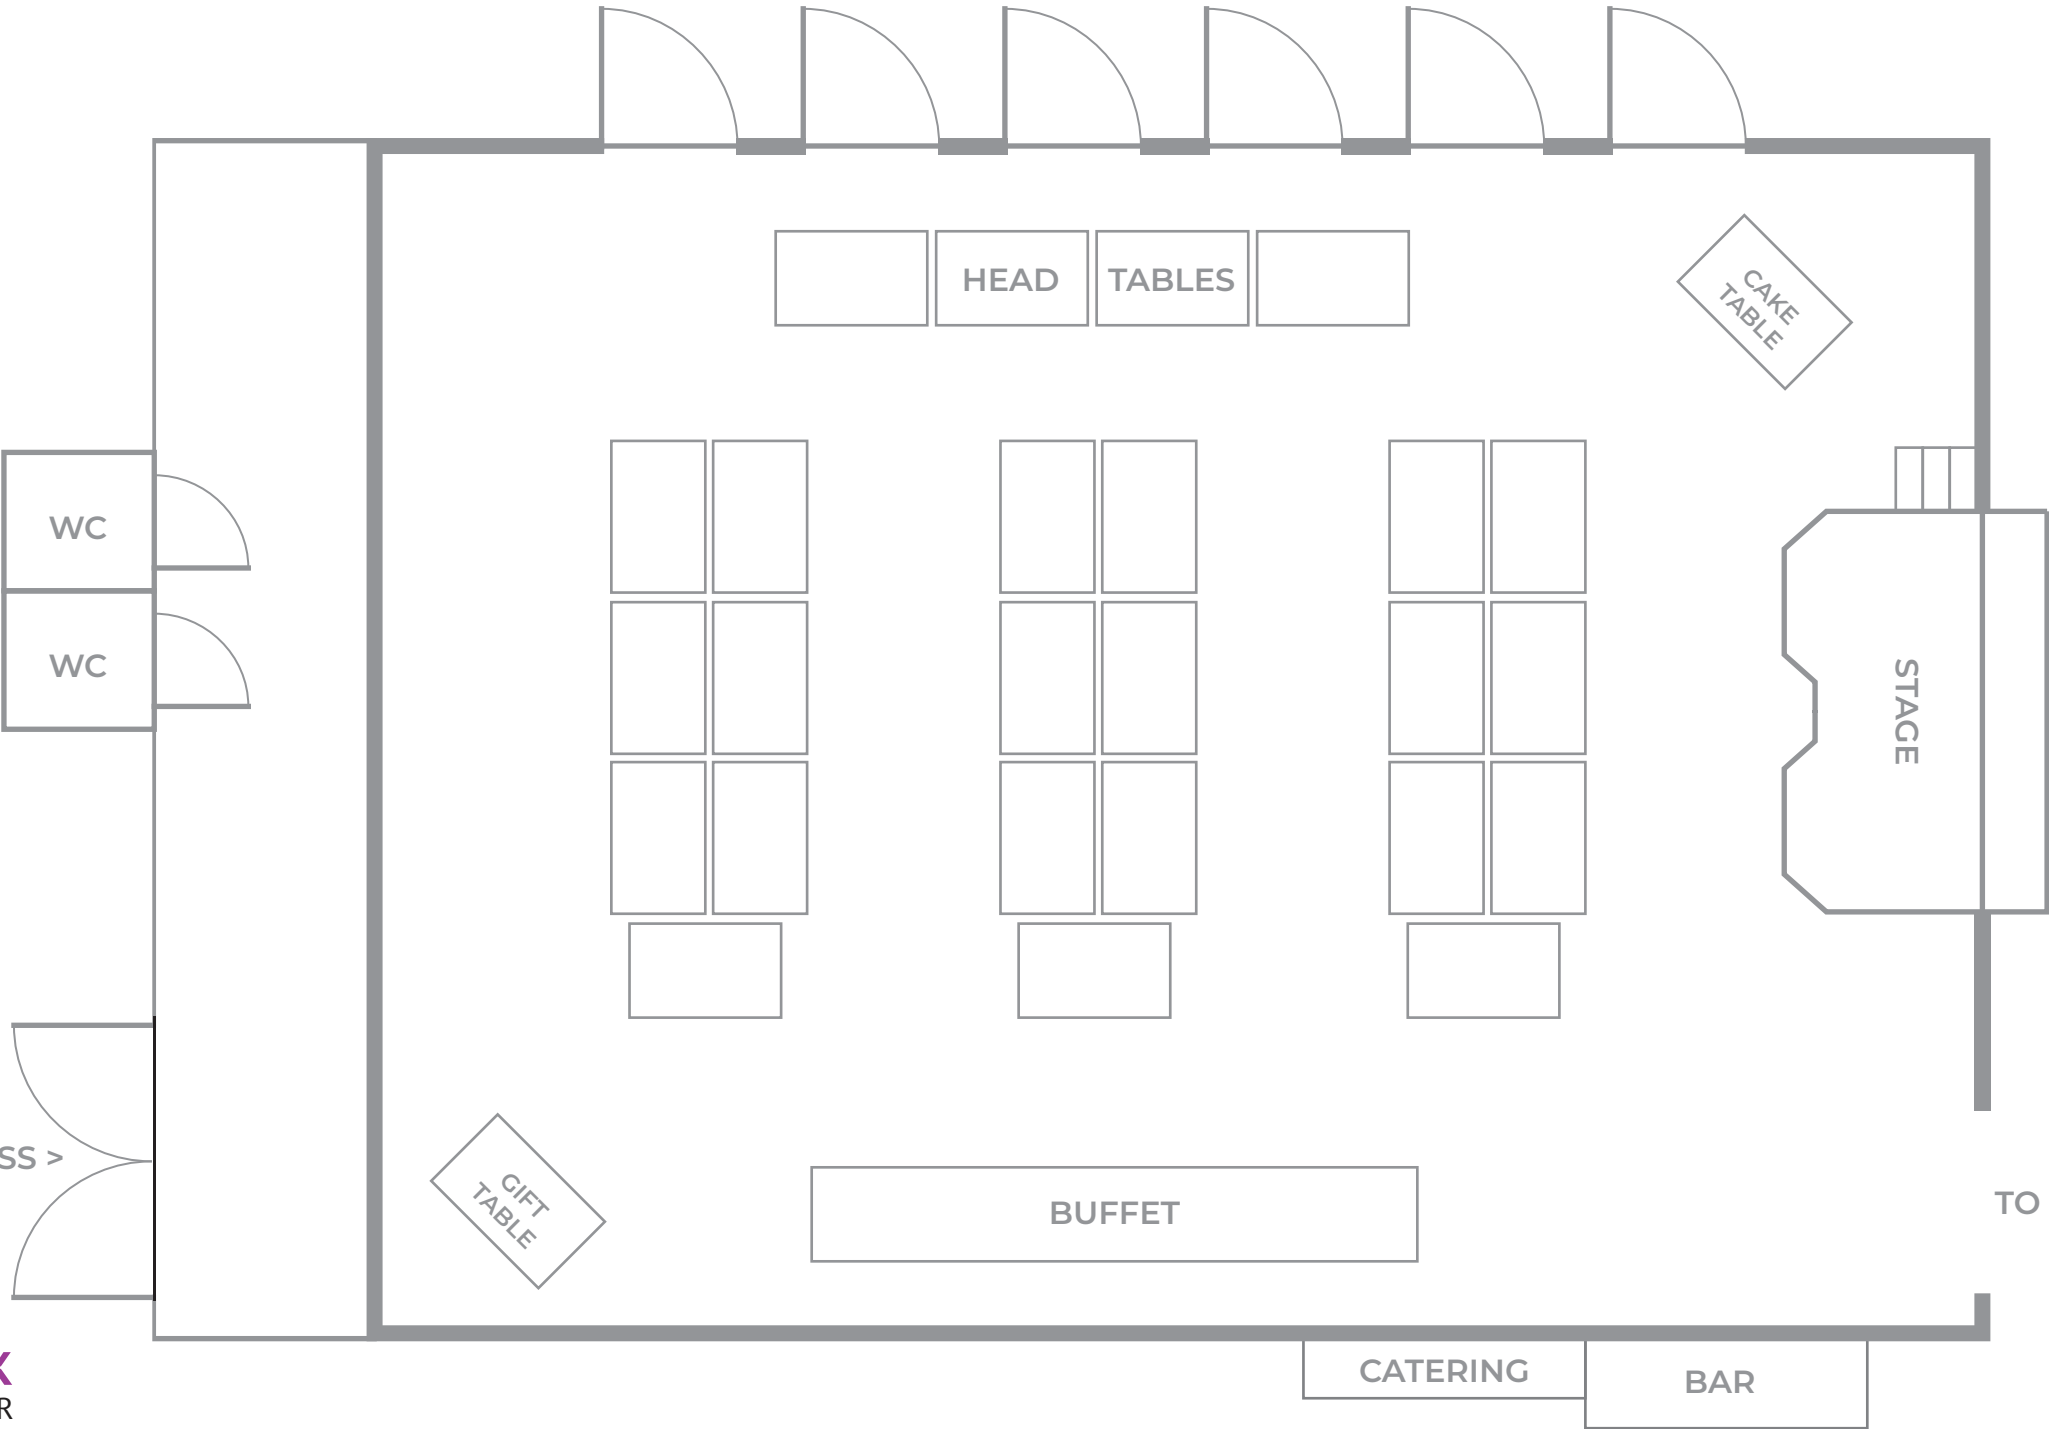 HEAD TABLES
CAKE
TABLE
WC
WC
STAGE
SS >
TO
GIFT
TABLE
BUFFET
CATERING
BAR
X
R